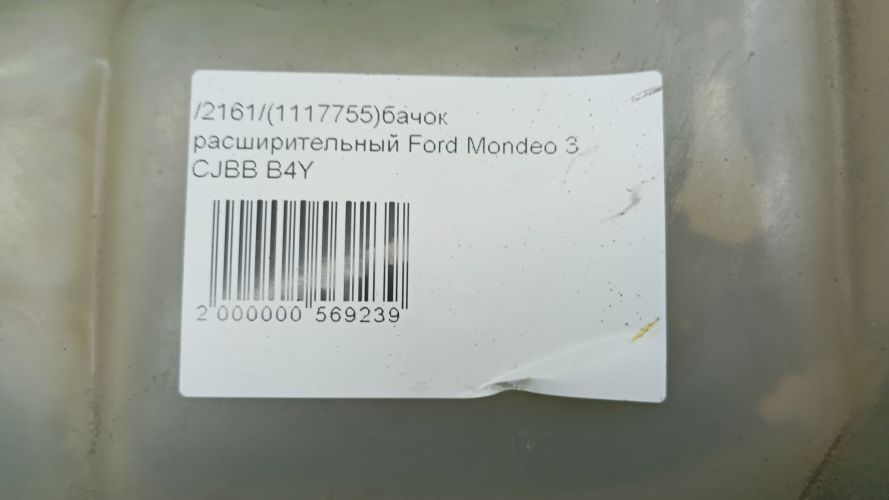 /2161/(1117755)бачок
расширительный Ford Mondeo 3
CJBB B4Y
2 000000 569239